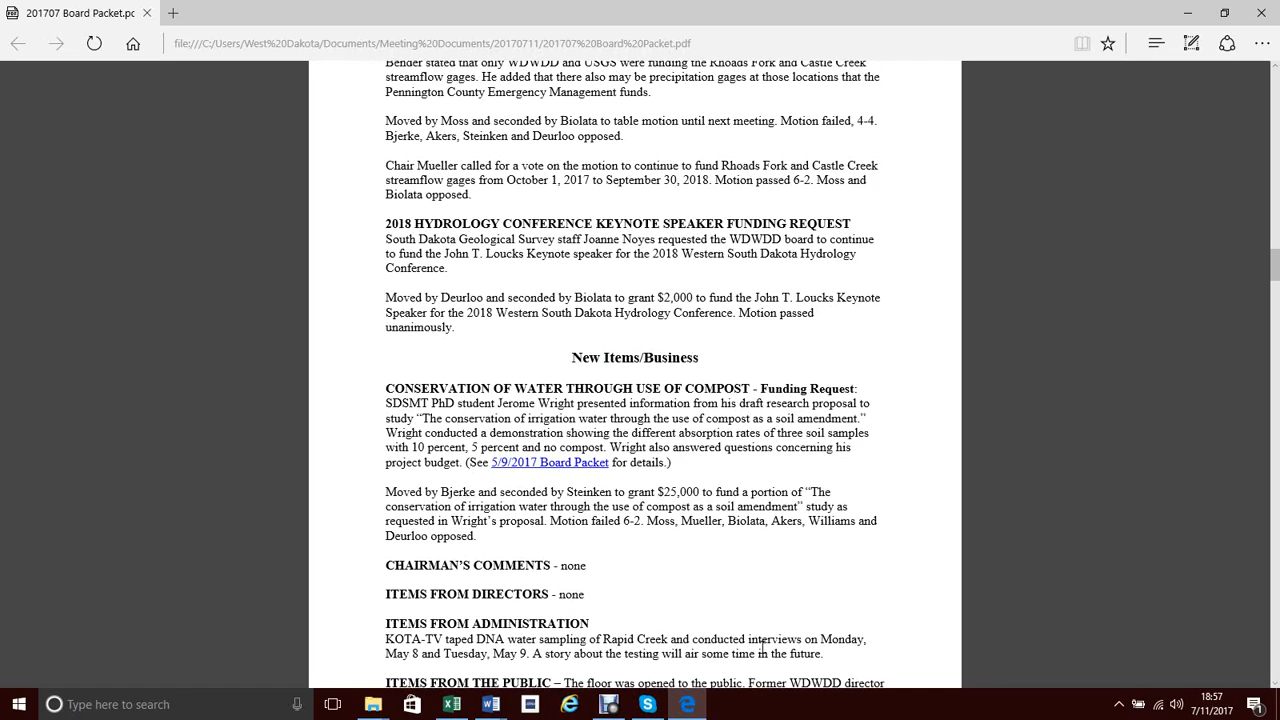 201707 Board Packet.pc
file:///C:/Users/West%20Dakota/Documents/Meeting%20Documents/20170711/201707%20Board%20Packet.pdf
Bender stated that only WDWDD and USGS were funding the Rhoads Fork and Castle Creek
streamflow gages. He added that there also may be precipitation gages at those locations that the
Pennington County Emergency Management funds.
Moved by Moss and seconded by Biolata to table motion until next meeting. Motion failed, 4-4.
Bjerke, Akers, Steinken and Deurloo opposed.
Chair Mueller called for a vote on the motion to continue to fund Rhoads Fork and Castle Creek
streamflow gages from October 1, 2017 to September 30, 2018. Motion passed 6-2. Moss and
Biolata opposed.
2018 HYDROLOGY CONFERENCE KEYNOTE SPEAKER FUNDING REQUEST
South Dakota Geological Survey staff Joanne Noyes requested the WDWDD board to continue
to fund the John T. Loucks Keynote speaker for the 2018 Western South Dakota Hydrology
Conference.
Moved by Deurloo and seconded by Biolata to grant $2,000 to fund the John T. Loucks Keynote
Speaker for the 2018 Western South Dakota Hydrology Conference. Motion passed
unanimously.
New Items/Business
CONSERVATION OF WATER THROUGH USE OF COMPOST - Funding Request:
SDSMT PhD student Jerome Wright presented information from his draft research proposal to
study “The conservation of irrigation water through the use of compost as a soil amendment.”
Wright conducted a demonstration showing the different absorption rates of three soil samples
with 10 percent, 5 percent and no compost. Wright also answered questions concerning his
project budget. (See 5/9/2017 Board Packet for details.)
Moved by Bjerke and seconded by Steinken to grant $25,000 to fund a portion of “The
conservation of irrigation water through the use of compost as a soil amendment” study as
requested in Wright’s proposal. Motion failed 6-2. Moss, Mueller, Biolata, Akers, Williams and
Deurloo opposed.
CHAIRMAN’S COMMENTS - none
ITEMS FROM DIRECTORS - none
ITEMS FROM ADMINISTRATION
KOTA-TV taped DNA water sampling of Rapid Creek and conducted interviews on Monday,
May 8 and Tuesday, May 9. A story about the testing will air some time in the future.
ITEMS FROM THE PUBLIC – The floor was opened to the public. Former WDWDD director
Type here to search
18:57
7/11/2017